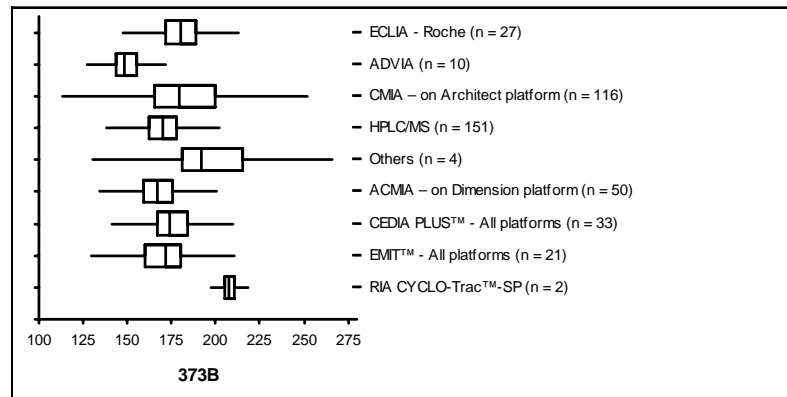 ECLIA - Roche (n = 27)
ADVIA (n = 10)
CMIA – on Architect platform (n = 116)
HPLC/MS (n = 151)
Others (n = 4)
ACMIA – on Dimension platform (n = 50)
CEDIA PLUS™ - All platforms (n = 33)
EMIT™ - All platforms (n = 21)
RIA CYCLO-Trac™-SP (n = 2)
100 125 150 175 200 225 250 275
373B